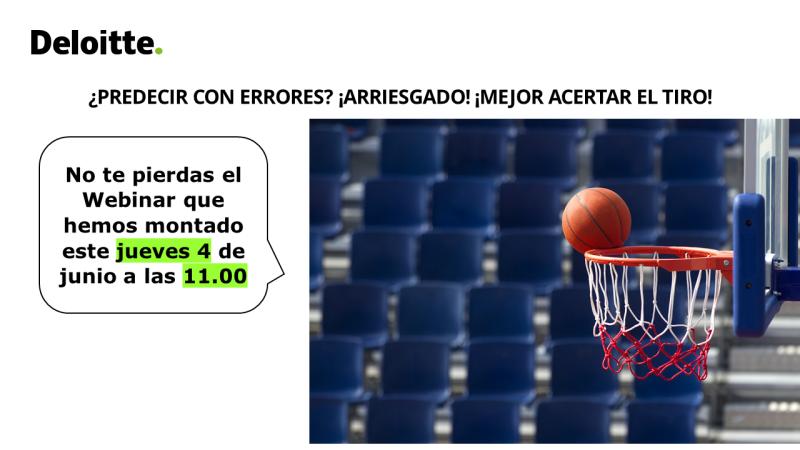 Deloitte.
¿PREDECIR CON ERRORES? ¡ARRIESGADO! ¡MEJOR ACERTAR EL TIRO!
No te pierdas el
Webinar que
hemos montado
este jueves 4 de
junio a las 11.00